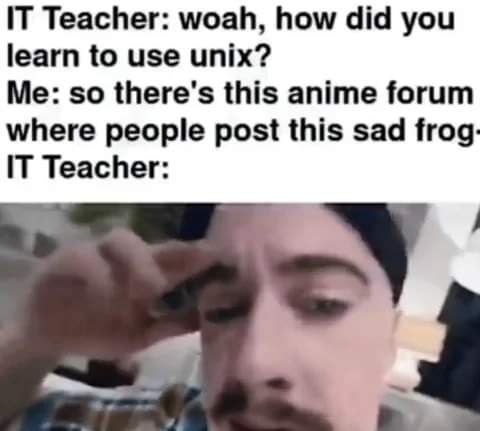 IT Teacher: woah, how did you
learn to use unix?
Me: so there's this anime forum
where people post this sad frog-
IT Teacher: